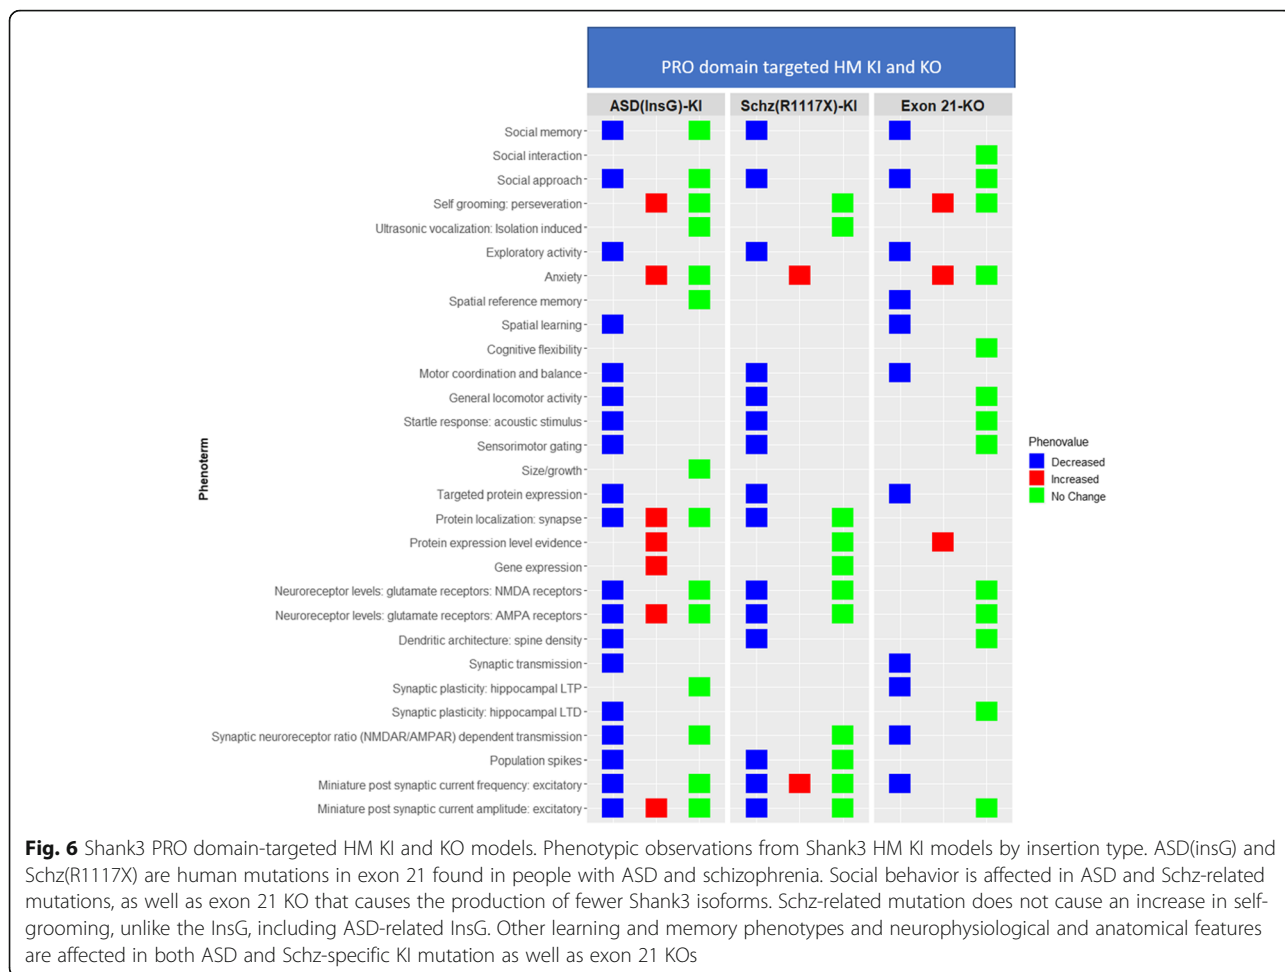 PRO domain targeted HM KI and KO
ASD(InsG)-KI Schz(R1117X)-KI Exon 21-KO
Social memory
Social interaction
Social approach
Self grooming: perseveration
Ultrasonic vocalization: Isolation induced
Exploratory activity
Anxiety
Spatial reference memory
Spatial learning
Cognitive flexibility
Motor coordination and balance
General locomotor activity
Startle response: acoustic stimulus
Sensorimotor gating
Size/growth
Targeted protein expression
Protein localization: synapse
Protein expression level evidence
Gene expression
Neuroreceptor levels: glutamate receptors: NMDA receptors
Neuroreceptor levels: glutamate receptors: AMPA receptors
Dendritic architecture: spine density
Synaptic transmission
Synaptic plasticity: hippocampal LTP
Synaptic plasticity: hippocampal LTD
Synaptic neuroreceptor ratio (NMDAR/AMPAR) dependent transmission
Population spikes
Miniature post synaptic current frequency: excitatory
Miniature post synaptic current amplitude: excitatory
Phenoterm
Phenovalue
Decreased
Increased
No Change
Fig. 6 Shank3 PRO domain-targeted HM KI and KO models. Phenotypic observations from Shank3 HM KI models by insertion type. ASD(insG) and
Schz(R1117X) are human mutations in exon 21 found in people with ASD and schizophrenia. Social behavior is affected in ASD and Schz-related
mutations, as well as exon 21 KO that causes the production of fewer Shank3 isoforms. Schz-related mutation does not cause an increase in self-
grooming, unlike the InsG, including ASD-related InsG. Other learning and memory phenotypes and neurophysiological and anatomical features
are affected in both ASD and Schz-specific KI mutation as well as exon 21 KOs